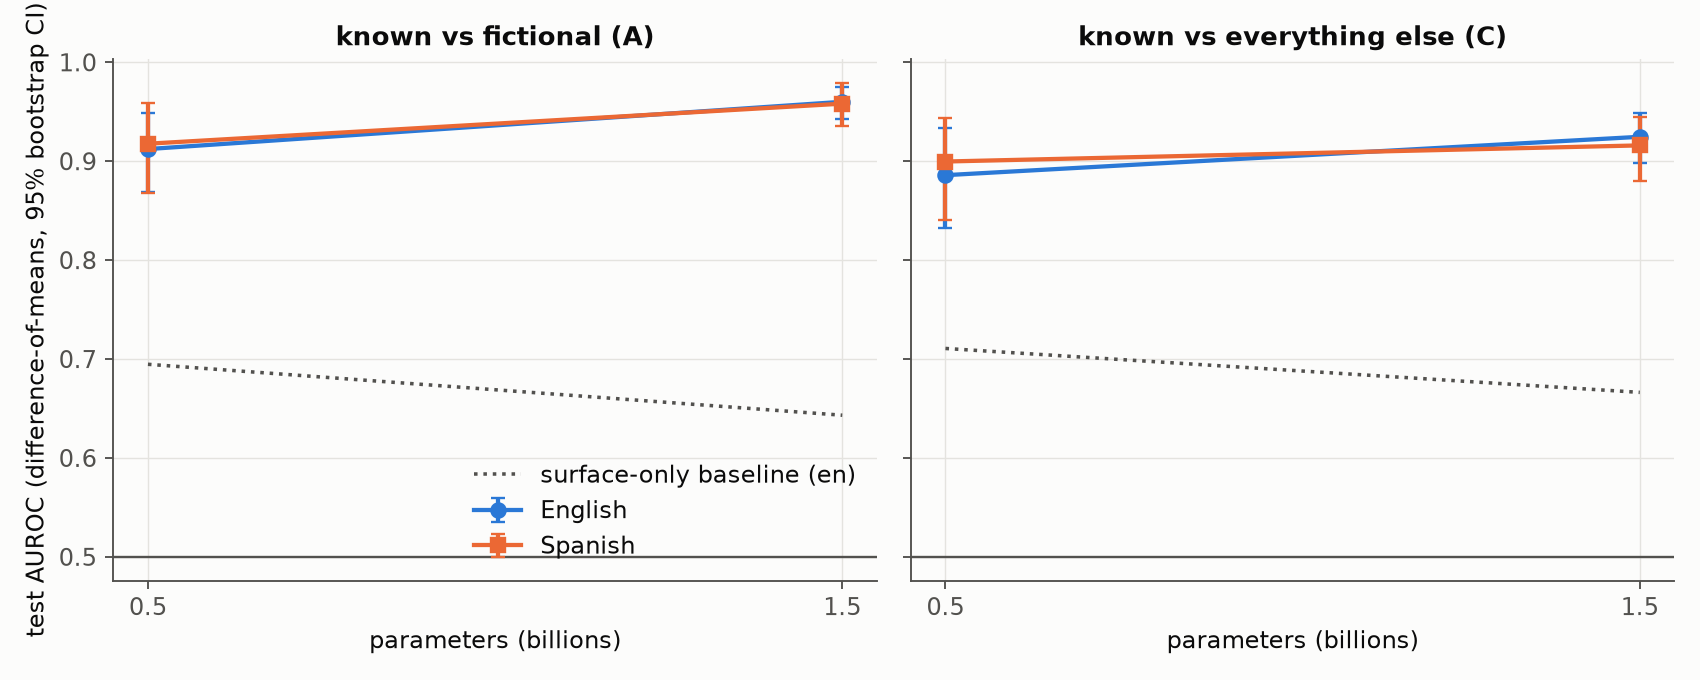 known vs fictional (A)
known vs everything else (C)
test AUROC (difference-of-means, 95% bootstrap CI)
1.0
0.9
0.8
0.7
0.6
0.5
surface-only baseline (en)
English
Spanish
0.5
1.5
0.5
1.5
parameters (billions)
parameters (billions)